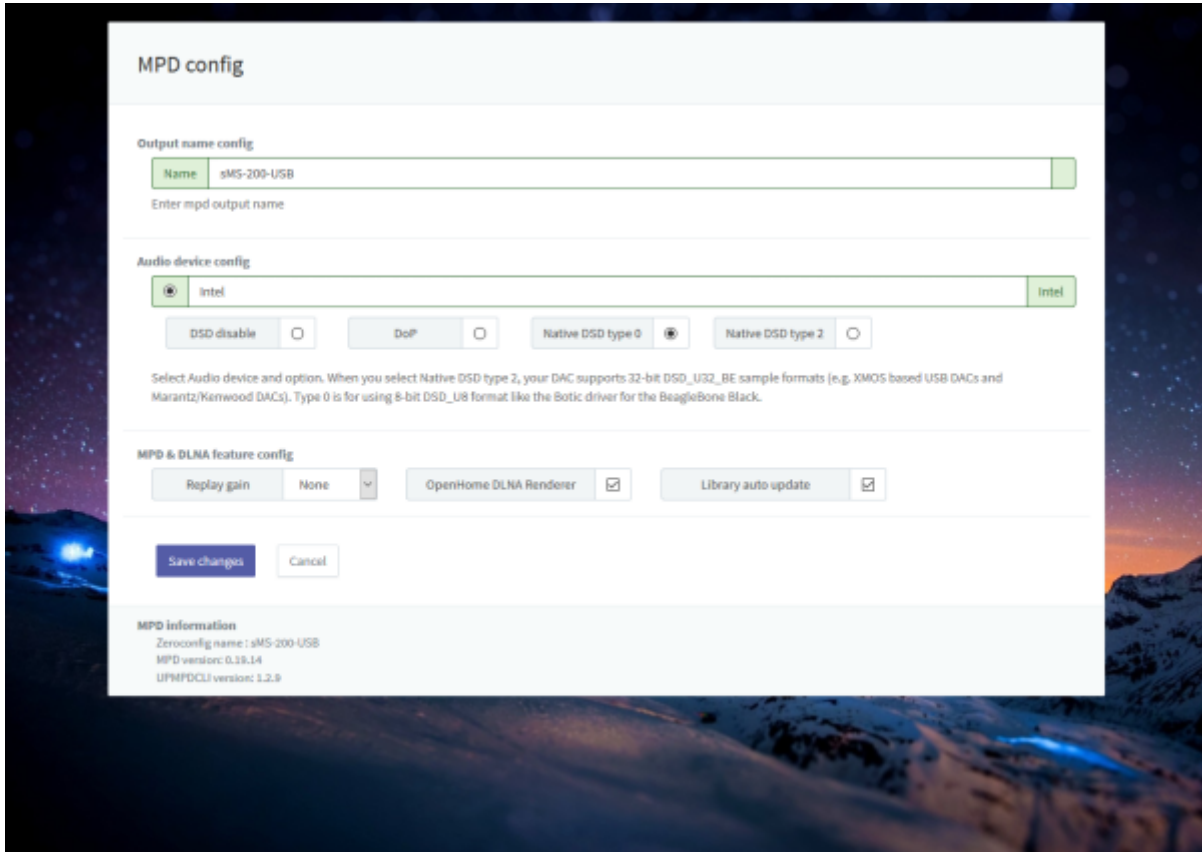 MPD config
Output name config
Name sMS-200-USB
Enter mpd output name
Audio device config
Intel Intel
DSD disable DoP Native DSD type 0 Native DSD type 2
Select Audio device and option. When you select Native DSD type 2, your DAC supports 32-bit DSD_U32_BE sample formats (e.g. XMOS based USB DACs and
Marantz/Kenwood DACs). Type 0 is for using 8-bit DSD_U8 format like the Botic driver for the BeagleBone Black.
MPD & DLNA feature config
Replay gain None OpenHome DLNA Renderer Library auto update
Save changes Cancel
MPD information
Zeroconfig name : sMS-200-USB
MPD version: 0.19.14
UPMPDCLI version: 1.2.9